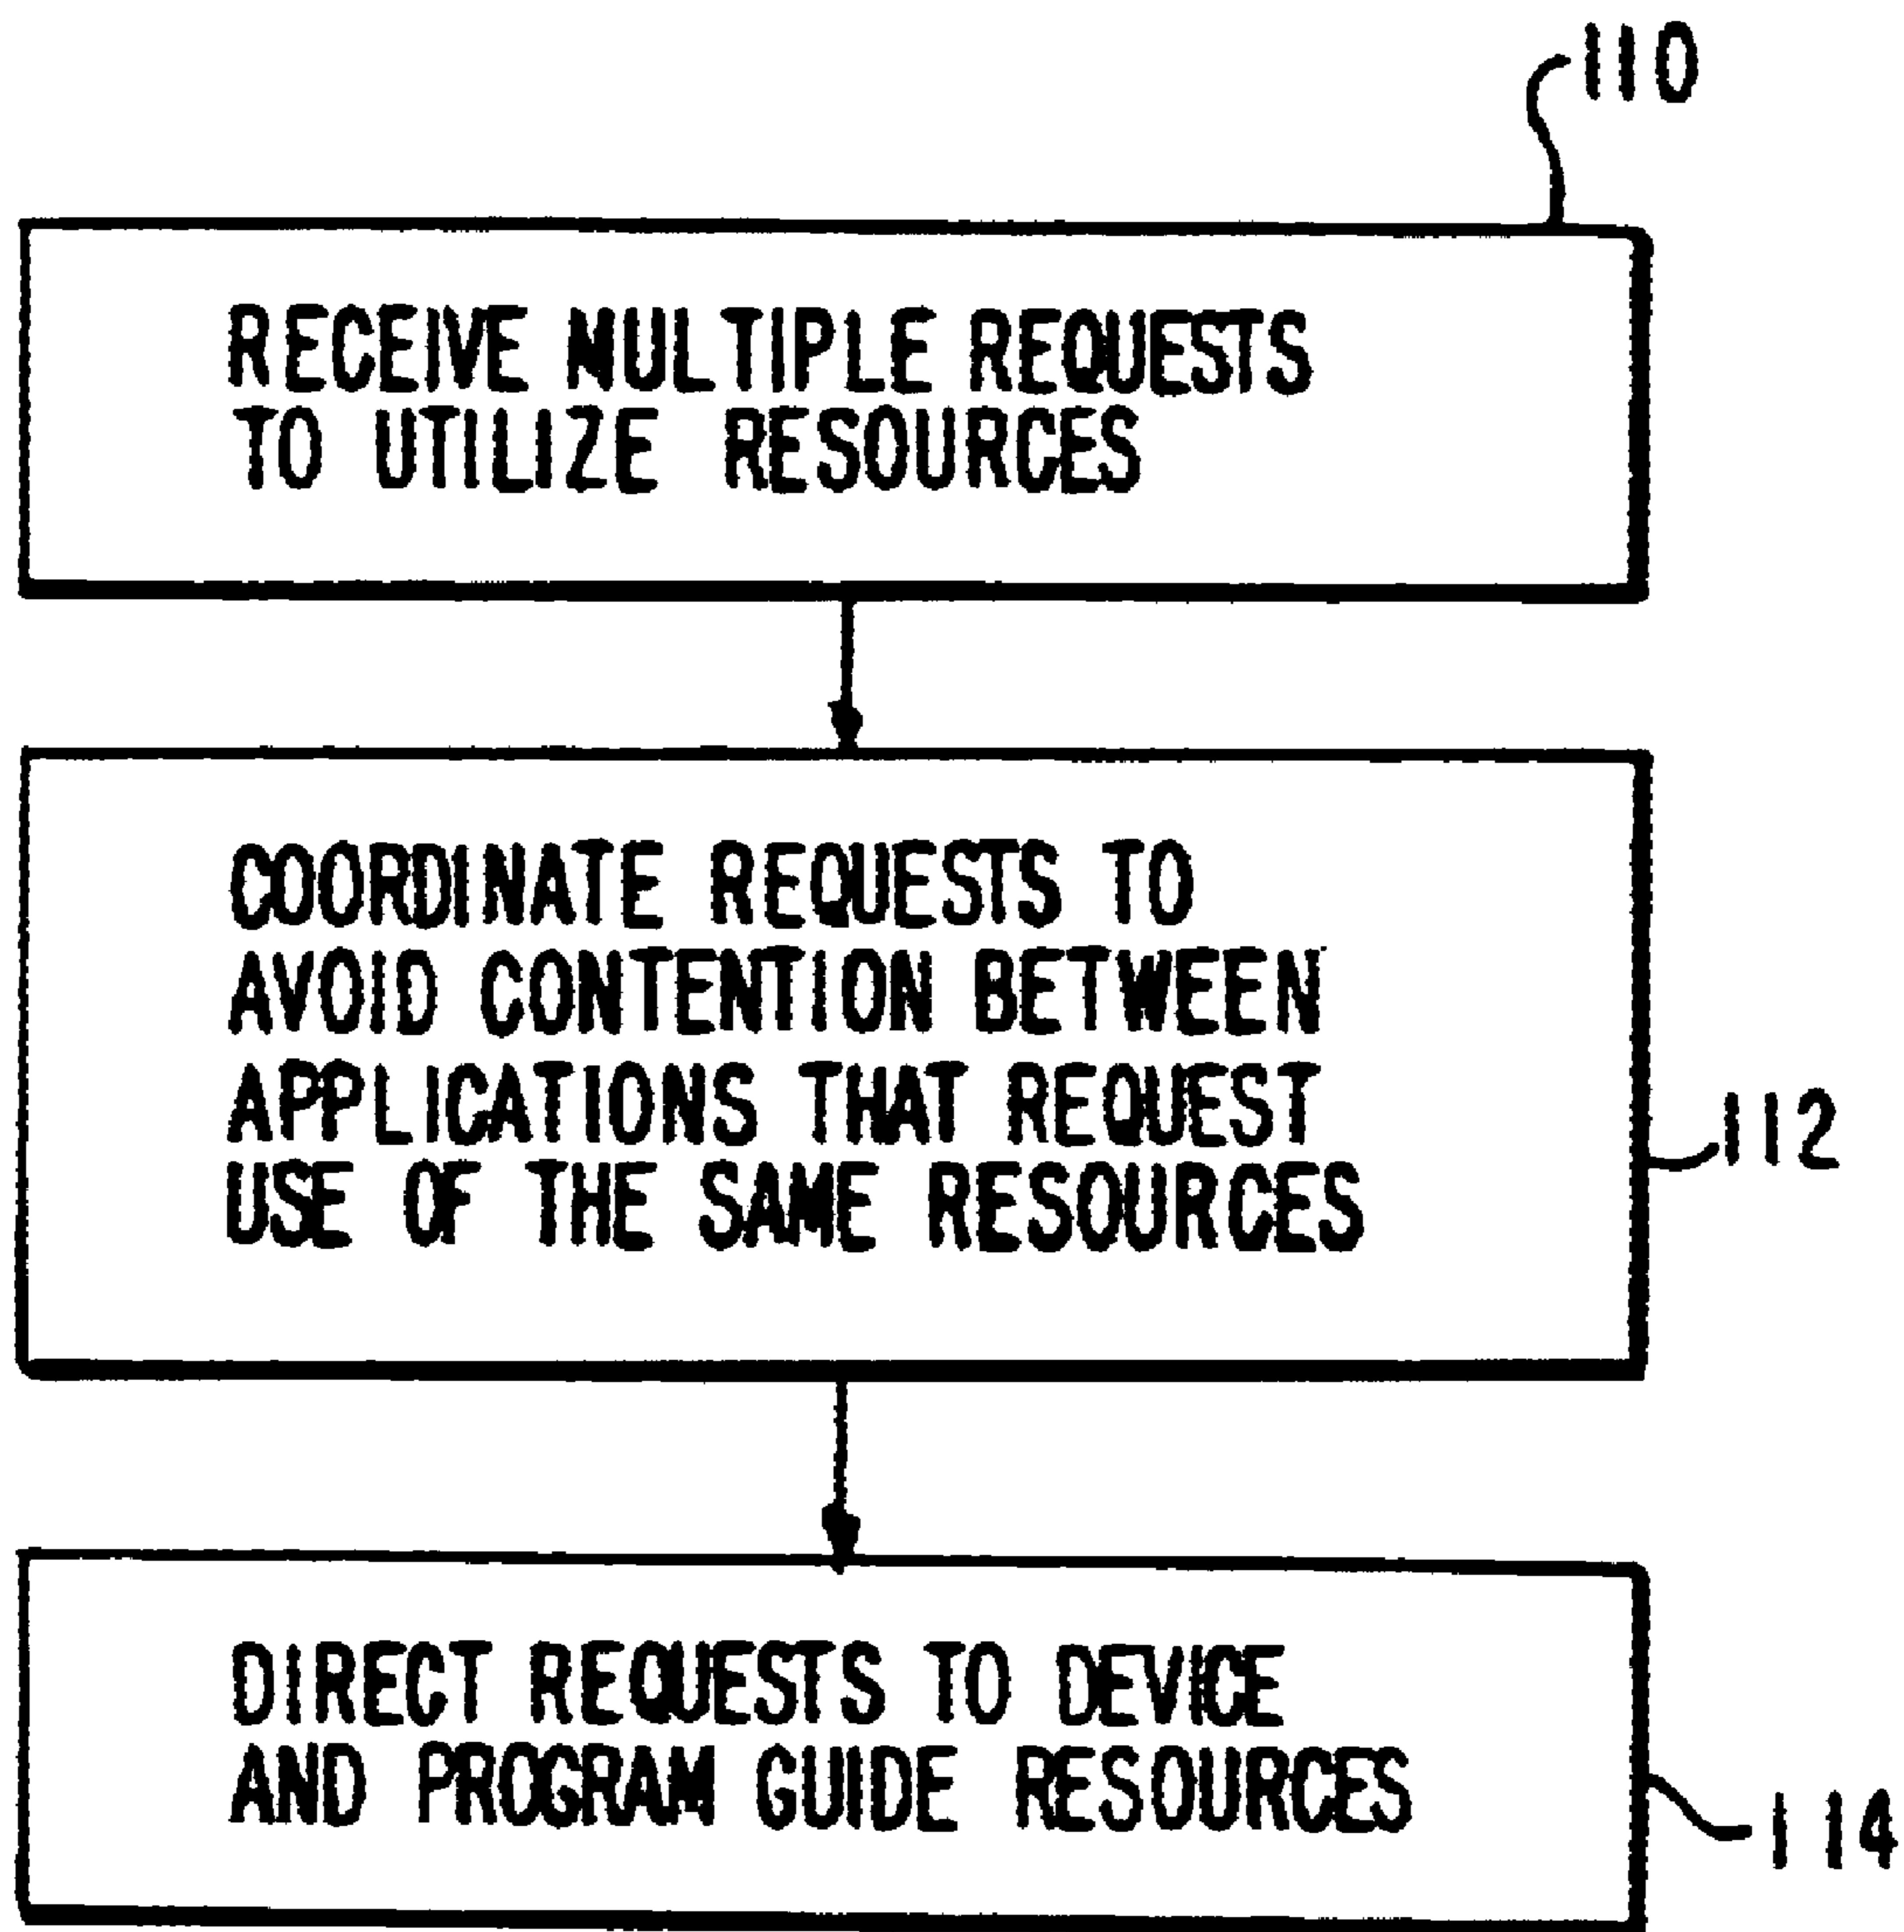 110
RECEIVE MULTIPLE REQUESTS
TO UTILIZE RESOURCES
COORDINATE REQUESTS TO
AVOID CONTENTION BETWEEN
APPLICATIONS THAT REQUEST
USE OF THE SAME RESOURCES
112
DIRECT REQUESTS TO DEVICE
AND PROGRAM GUIDE RESOURCES
114